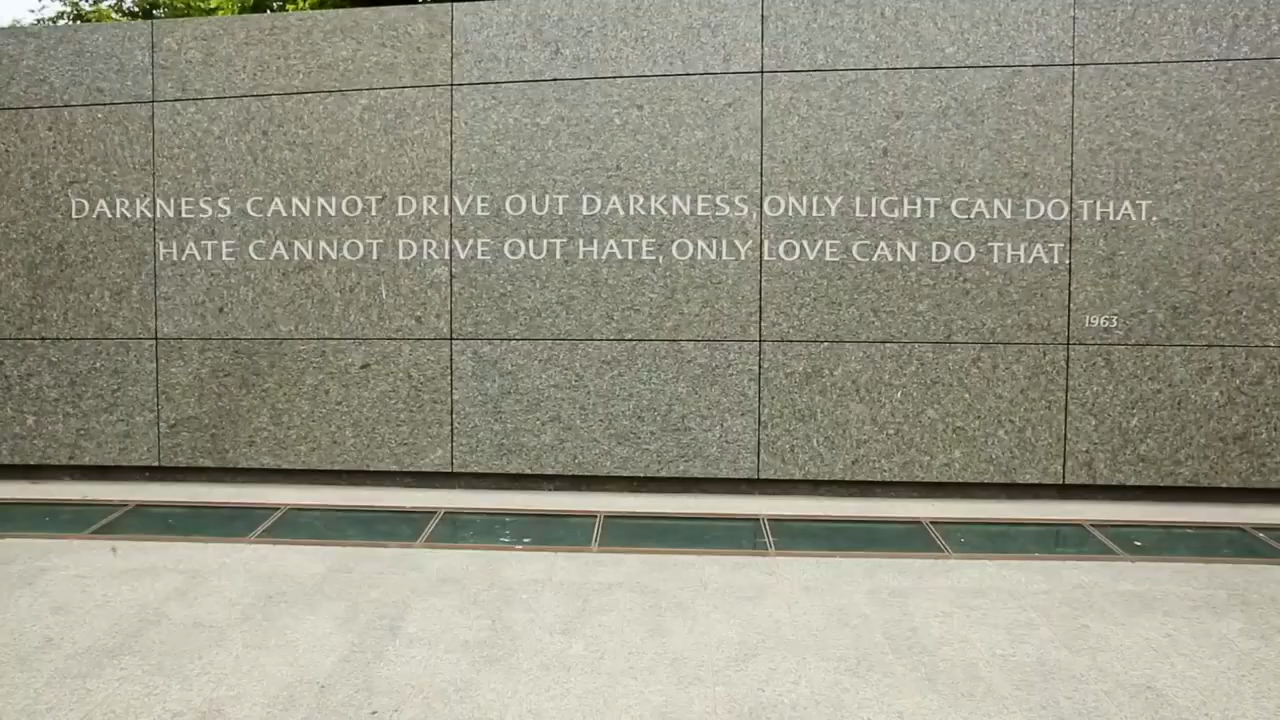 DARKNESS CANNOT DRIVE OUT DARKNESS, ONLY LIGHT CAN DO THAT.
HATE CANNOT DRIVE OUT HATE, ONLY LOVE CAN DO THAT.
1963